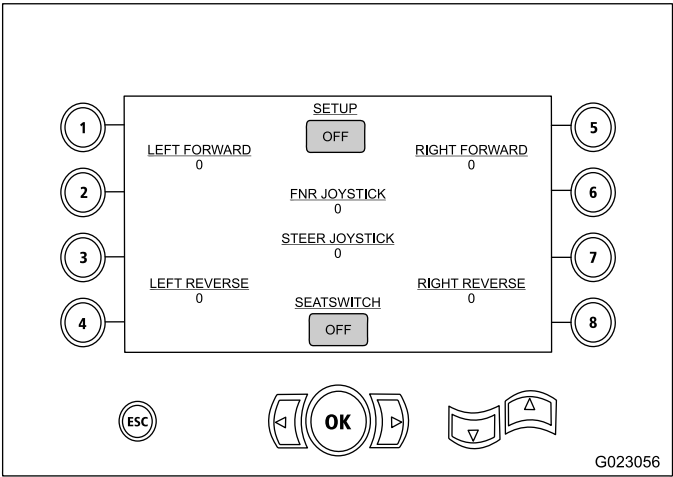 SETUP
1
OFF
5
LEFT FORWARD
0
RIGHT FORWARD
0
2
FNR JOYSTICK
0
6
STEER JOYSTICK
0
3
7
LEFT REVERSE
0
RIGHT REVERSE
0
SEATSWITCH
4
OFF
8
ESC
OK
G023056